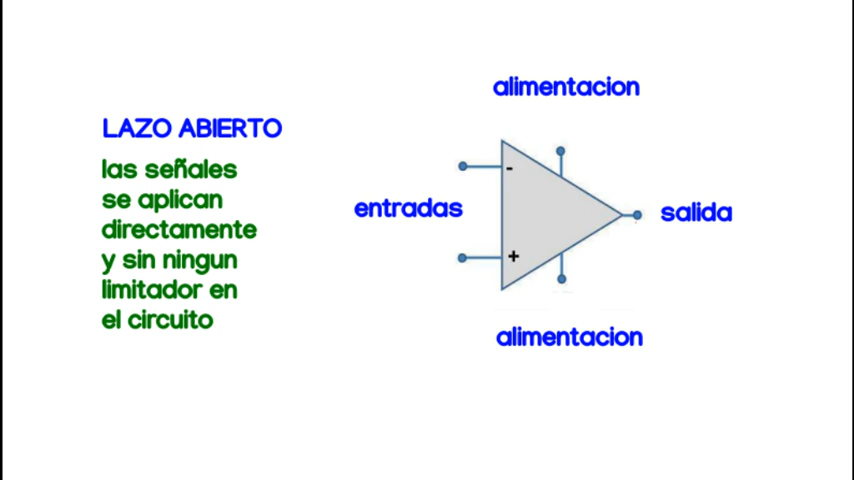 alimentacion
LAZO ABIERTO
las señales
se aplican
directamente
y sin ningun
limitador en
el circuito
entradas
-
+
salida
alimentacion